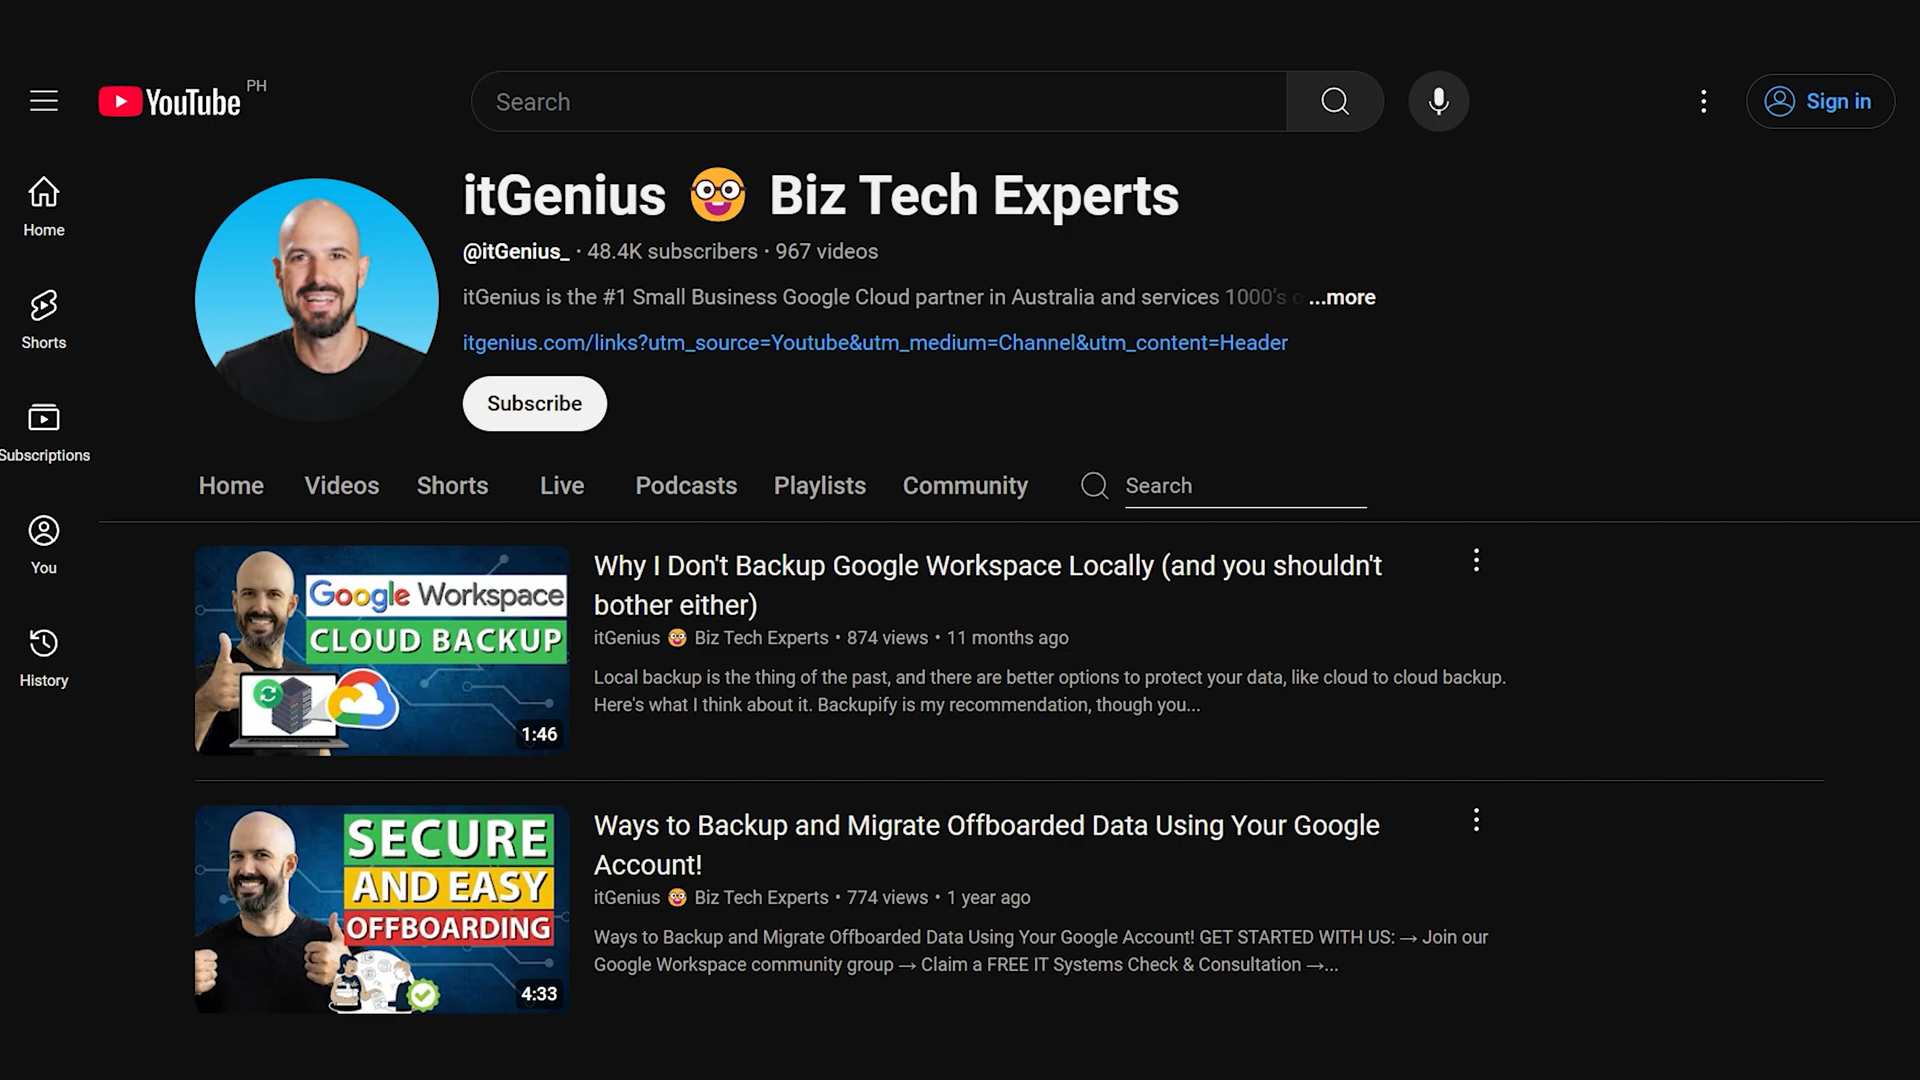 YouTube PH
Search
Sign in
Home
Shorts
Subscriptions
You
History
itGenius 🤓 Biz Tech Experts
@itGenius_ · 48.4K subscribers · 967 videos
itGenius is the #1 Small Business Google Cloud partner in Australia and services 1000's ...more
itgenius.com/links?utm_source=Youtube&utm_medium=Channel&utm_content=Header
Subscribe
Home Videos Shorts Live Podcasts Playlists Community Search
Google Workspace
CLOUD BACKUP
1:46
Why I Don't Backup Google Workspace Locally (and you shouldn't
bother either)
itGenius 🤓 Biz Tech Experts • 874 views • 11 months ago
Local backup is the thing of the past, and there are better options to protect your data, like cloud to cloud backup.
Here's what I think about it. Backupify is my recommendation, though you...
SECURE
AND EASY
OFFBOARDING
4:33
Ways to Backup and Migrate Offboarded Data Using Your Google
Account!
itGenius 🤓 Biz Tech Experts • 774 views • 1 year ago
Ways to Backup and Migrate Offboarded Data Using Your Google Account! GET STARTED WITH US: → Join our
Google Workspace community group → Claim a FREE IT Systems Check & Consultation →...